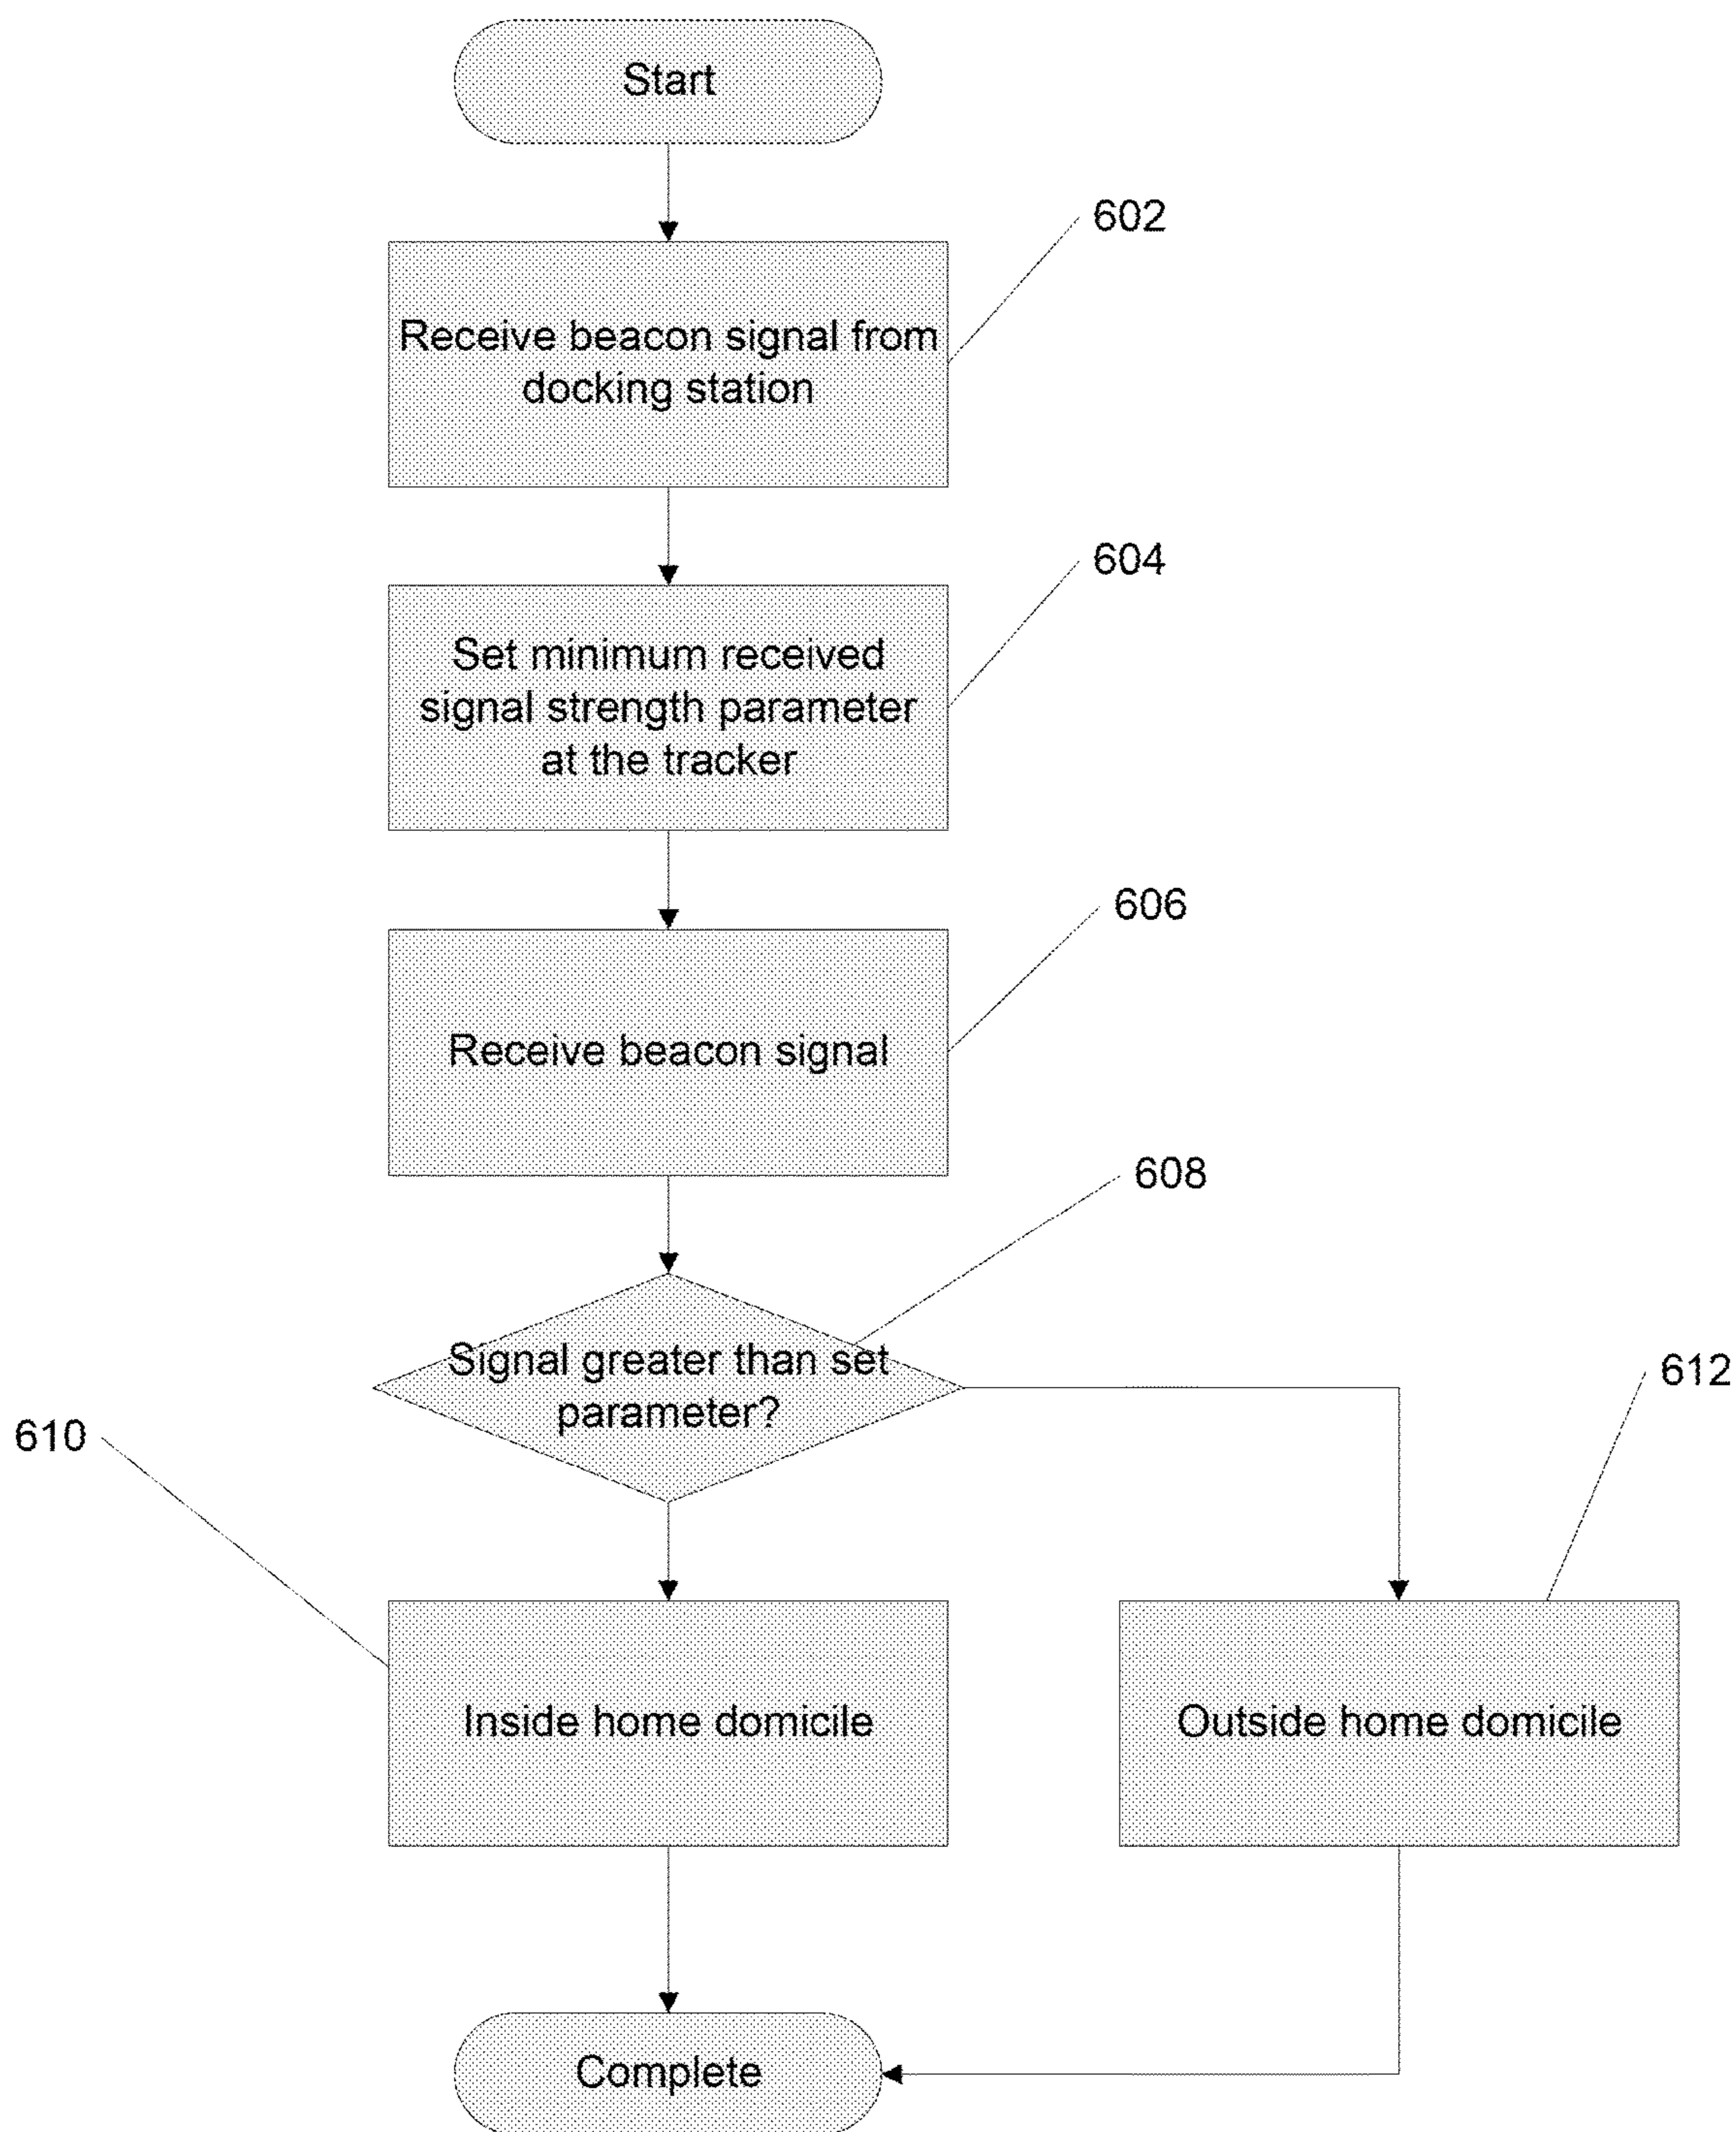 Start
602
Receive beacon signal from
docking station
604
Set minimum received
signal strength parameter
at the tracker
606
Receive beacon signal
608
Signal greater than set
parameter?
612
610
Inside home domicile
Outside home domicile
Complete